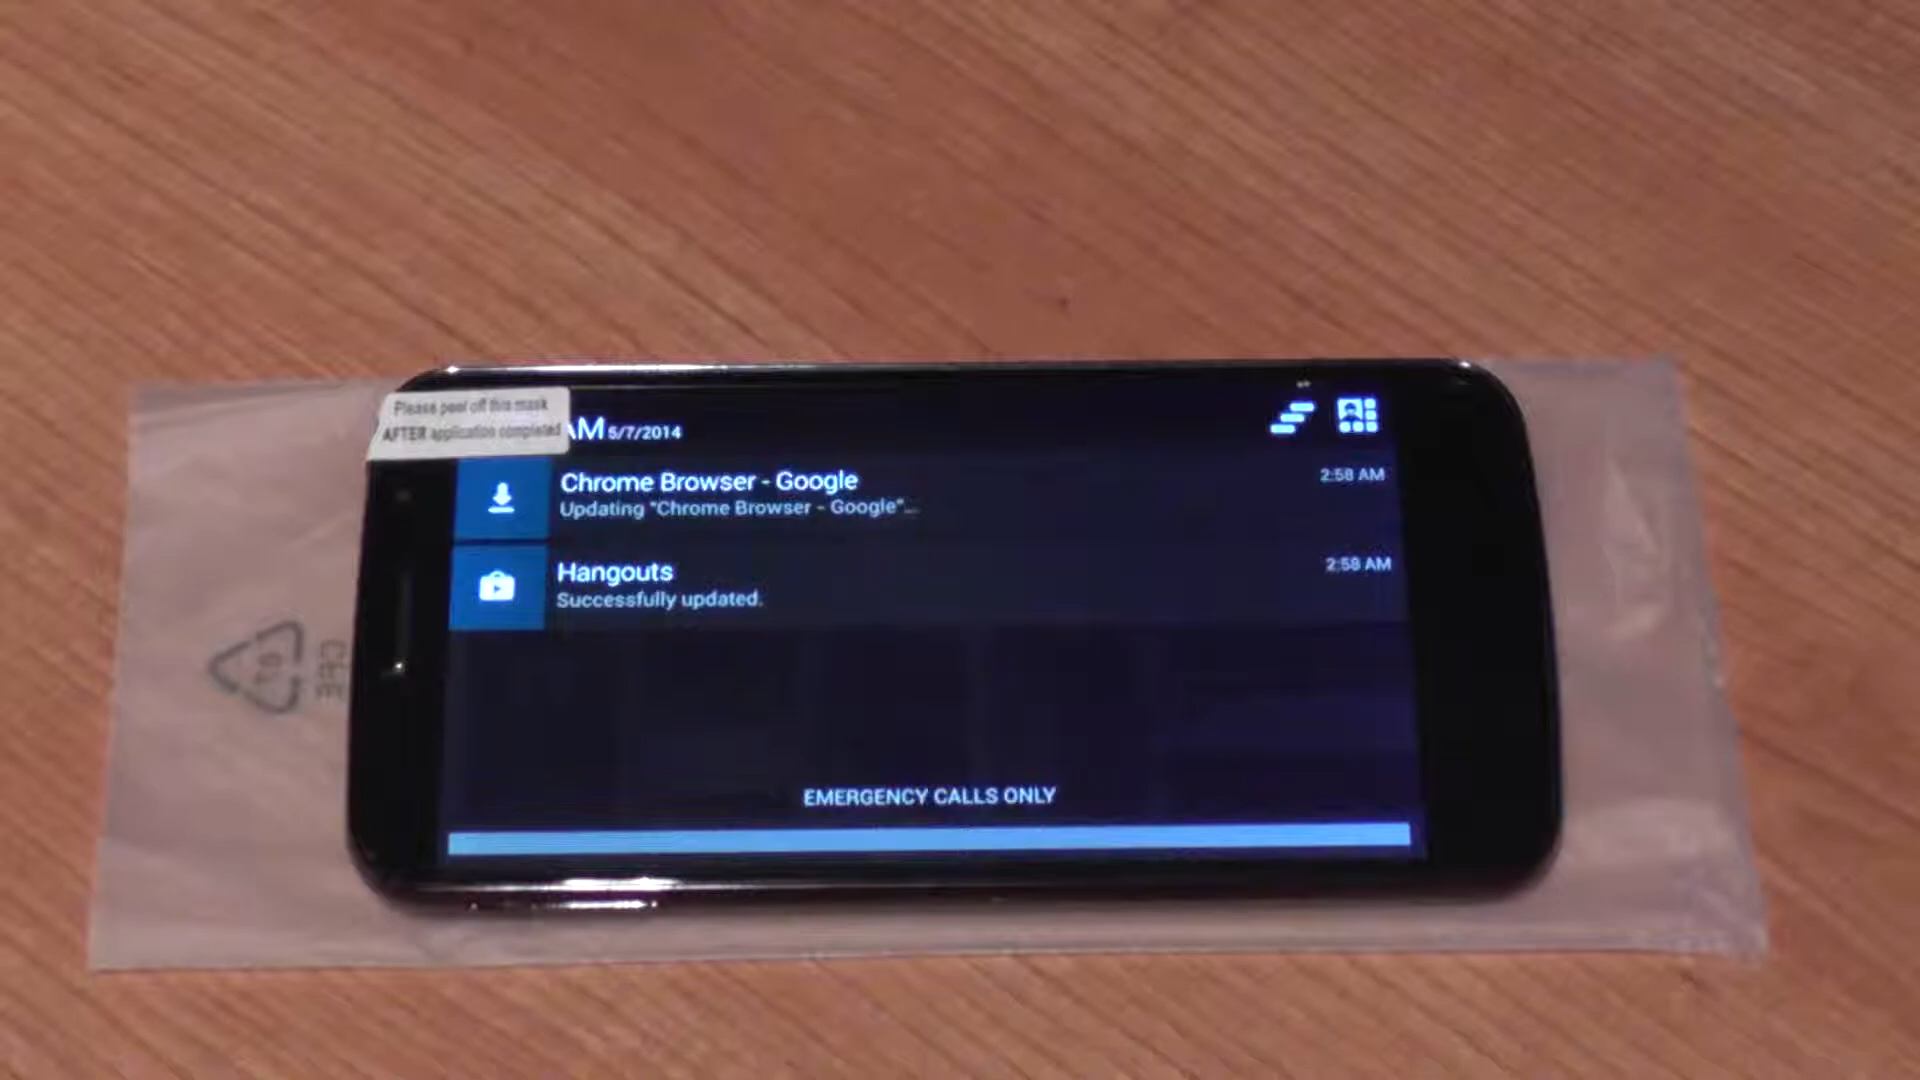 Please peel off this mask
AFTER application completed
AM 5/7/2014
Chrome Browser - Google
2:58 AM
Updating "Chrome Browser - Google"...
Hangouts
2:58 AM
Successfully updated.
EMERGENCY CALLS ONLY
CPE